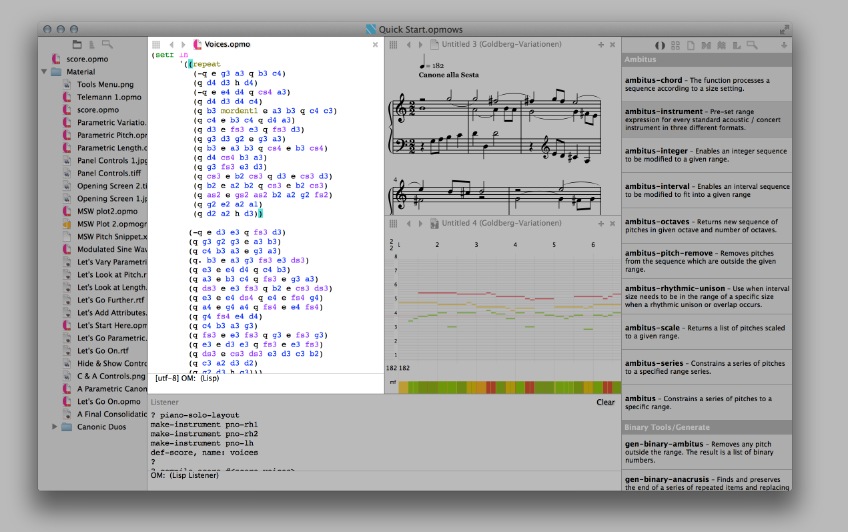 Quick Start.opmows
score.opmo
Material
Tools Menu.png
Telemann 1.opmo
score.opmo
Parametric Variatio.
Parametric Pitch.opr
Parametric Length.c
Panel Controls 1.jpg
Panel Controls.tiff
Opening Screen 2.ti
Opening Screen 1.j
MSW plot2.opmo
MSW Plot 2.opmogr
MSW Pitch Snippet.x
Modulated Sine Wav
Let's Vary Parametri
Let's Look at Pitch.r
Let's Look at Length.
Let's Go Further.rtf
Let's Add Attributes.
Let's Start Here.opm
Let's Go Parametric.
Let's Go On.rtf
Hide & Show Contro
C & A Controls.png
A Parametric Canon
Let's Go On.opmo
A Final Consolidatio
Canonic Duos
Voices.opmo
(setf in
'((repeat
(-q e g3 a3 q b3 c4)
(q d4 d3 h d4)
(-q e e4 d4 q cs4 a3)
(q d4 d3 d4 c4)
(q b3 mordent1 e a3 b3 q c4 c3)
(q c4 e b3 c4 q d4 a3)
(q d3 e fs3 e3 q fs3 d3)
(q g3 d3 g2 e g3 a3)
(q b3 e a3 b3 q cs4 e b3 cs4)
(q d4 cs4 b3 a3)
(q g3 fs3 e3 d3)
(q cs3 e b2 cs3 q d3 e cs3 d3)
(q b2 e a2 b2 q cs3 e b2 cs3)
(q as2 e gs2 as2 b2 a2 g2 fs2)
(q g2 e2 a2 a1)
(q d2 a2 h d3))
(-q e d3 e3 q fs3 d3)
(q g3 g2 g3 e a3 b3)
(q c4 b3 a3 e g3 a3)
(q. b3 e a3 g3 fs3 e3 ds3)
(q e3 e e4 d4 q c4 b3)
(q a3 e b3 c4 q fs3 e g3 a3)
(q ds3 e e3 fs3 q b2 e cs3 ds3)
(q e3 e e4 ds4 q e4 e fs4 g4)
(q a4 e g4 a4 q fs4 e e4 fs4)
(q g4 fs4 e4 d4)
(q c4 b3 a3 g3)
(q fs3 e e3 fs3 q g3 e fs3 g3)
(q e3 e d3 e3 q fs3 e e3 fs3)
(q ds3 e cs3 ds3 e3 d3 c3 b2)
(q c3 a2 d3 d2)
(q g2 d3 h g3)))
[utf-8] OM: (Lisp)
Untitled 3 (Goldberg-Variationen)
= 182
Canone alla Sesta
4
Untitled 4 (Goldberg-Variationen)
2 2 1 2 3 4 5 6
8
7
6
5
4
3
2
1
182 182
mf
Listener
Clear
? piano-solo-layout
make-instrument pno-rh1
make-instrument pno-rh2
make-instrument pno-lh
def-score, name: voices
?
OM: (Lisp Listener)
Ambitus
ambitus-chord - The function processes a
sequence according to a size setting.
ambitus-instrument - Pre-set range
expression for every standard acoustic / concert
instrument in three different formats.
ambitus-integer - Enables an integer sequence
to be modified to a given range.
ambitus-interval - Enables an interval sequence
to be modified to fit into a given range
ambitus-octaves - Returns new sequence of
pitches in given octave and number of octaves.
ambitus-pitch-remove - Removes pitches
from the sequence which are outside the given
range.
ambitus-rhythmic-unison - Use when interval
size needs to be in the range of a specific size
when a rhythmic unison or overlap occurs.
ambitus-scale - Returns a list of pitches scaled
to a given range.
ambitus-series - Constrains a series of pitches
to a specified range series.
ambitus - Constrains a series of pitches to a
specific range.
Binary Tools/Generate
gen-binary-ambitus - Removes any pitch
outside the range. The result is a list of binary
numbers.
gen-binary-anacrusis - Finds and preserves
the end of a series of repeated items and replacing